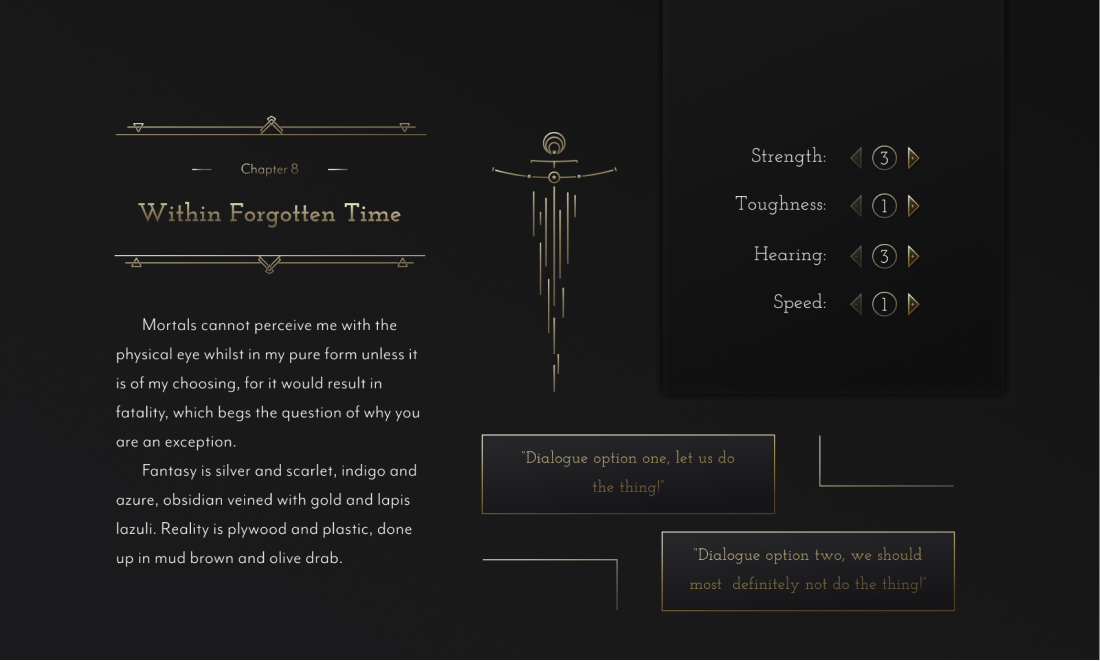 Chapter 8
Within Forgotten Time
Mortals cannot perceive me with the
physical eye whilst in my pure form unless it
is of my choosing, for it would result in
fatality, which begs the question of why you
are an exception.
Fantasy is silver and scarlet, indigo and
azure, obsidian veined with gold and lapis
lazuli. Reality is plywood and plastic, done
up in mud brown and olive drab.
Strength: 3
Toughness: 1
Hearing: 3
Speed: 1
"Dialogue option one, let us do
the thing!"
"Dialogue option two, we should
most definitely not do the thing!"